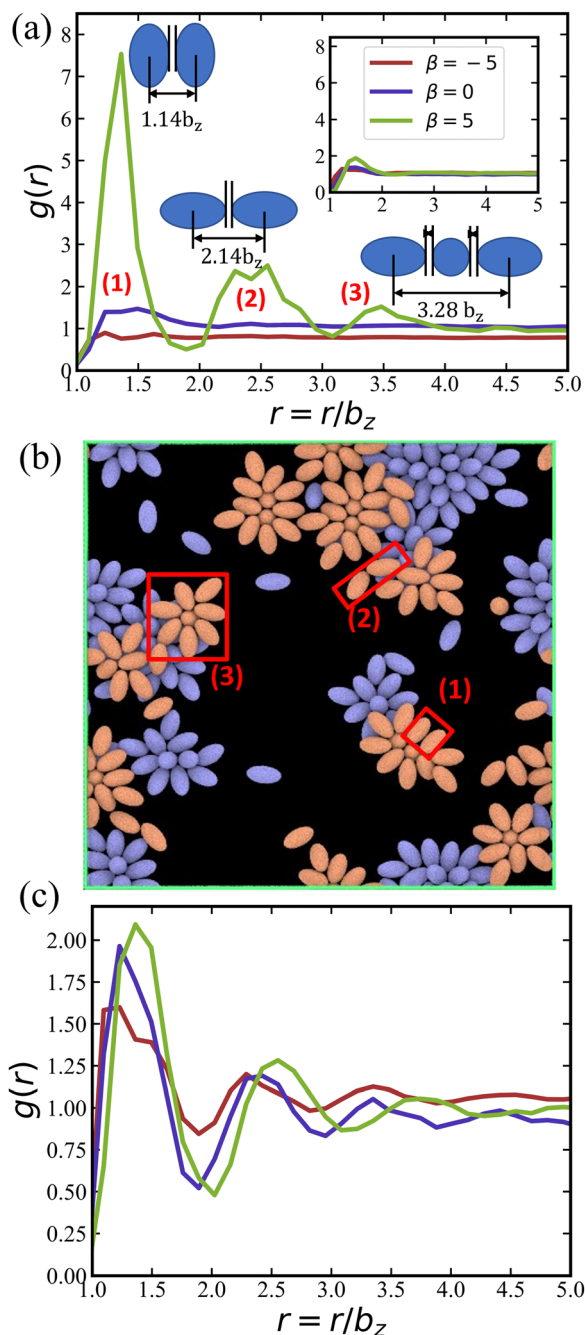 (a)
8
7
6
5
4
3
2
1
0
g(r)
1.14b_z
2.14b_z
3.28 b_z
(1)
(2)
(3)
8
6
4
2
0
1 2 3 4 5
β = −5
β = 0
β = 5
1.0 1.5 2.0 2.5 3.0 3.5 4.0 4.5 5.0
r = r/b_z
(b)
(1)
(2)
(3)
(c)
2.00
1.75
1.50
1.25
1.00
0.75
0.50
0.25
0.00
g(r)
1.0 1.5 2.0 2.5 3.0 3.5 4.0 4.5 5.0
r = r/b_z